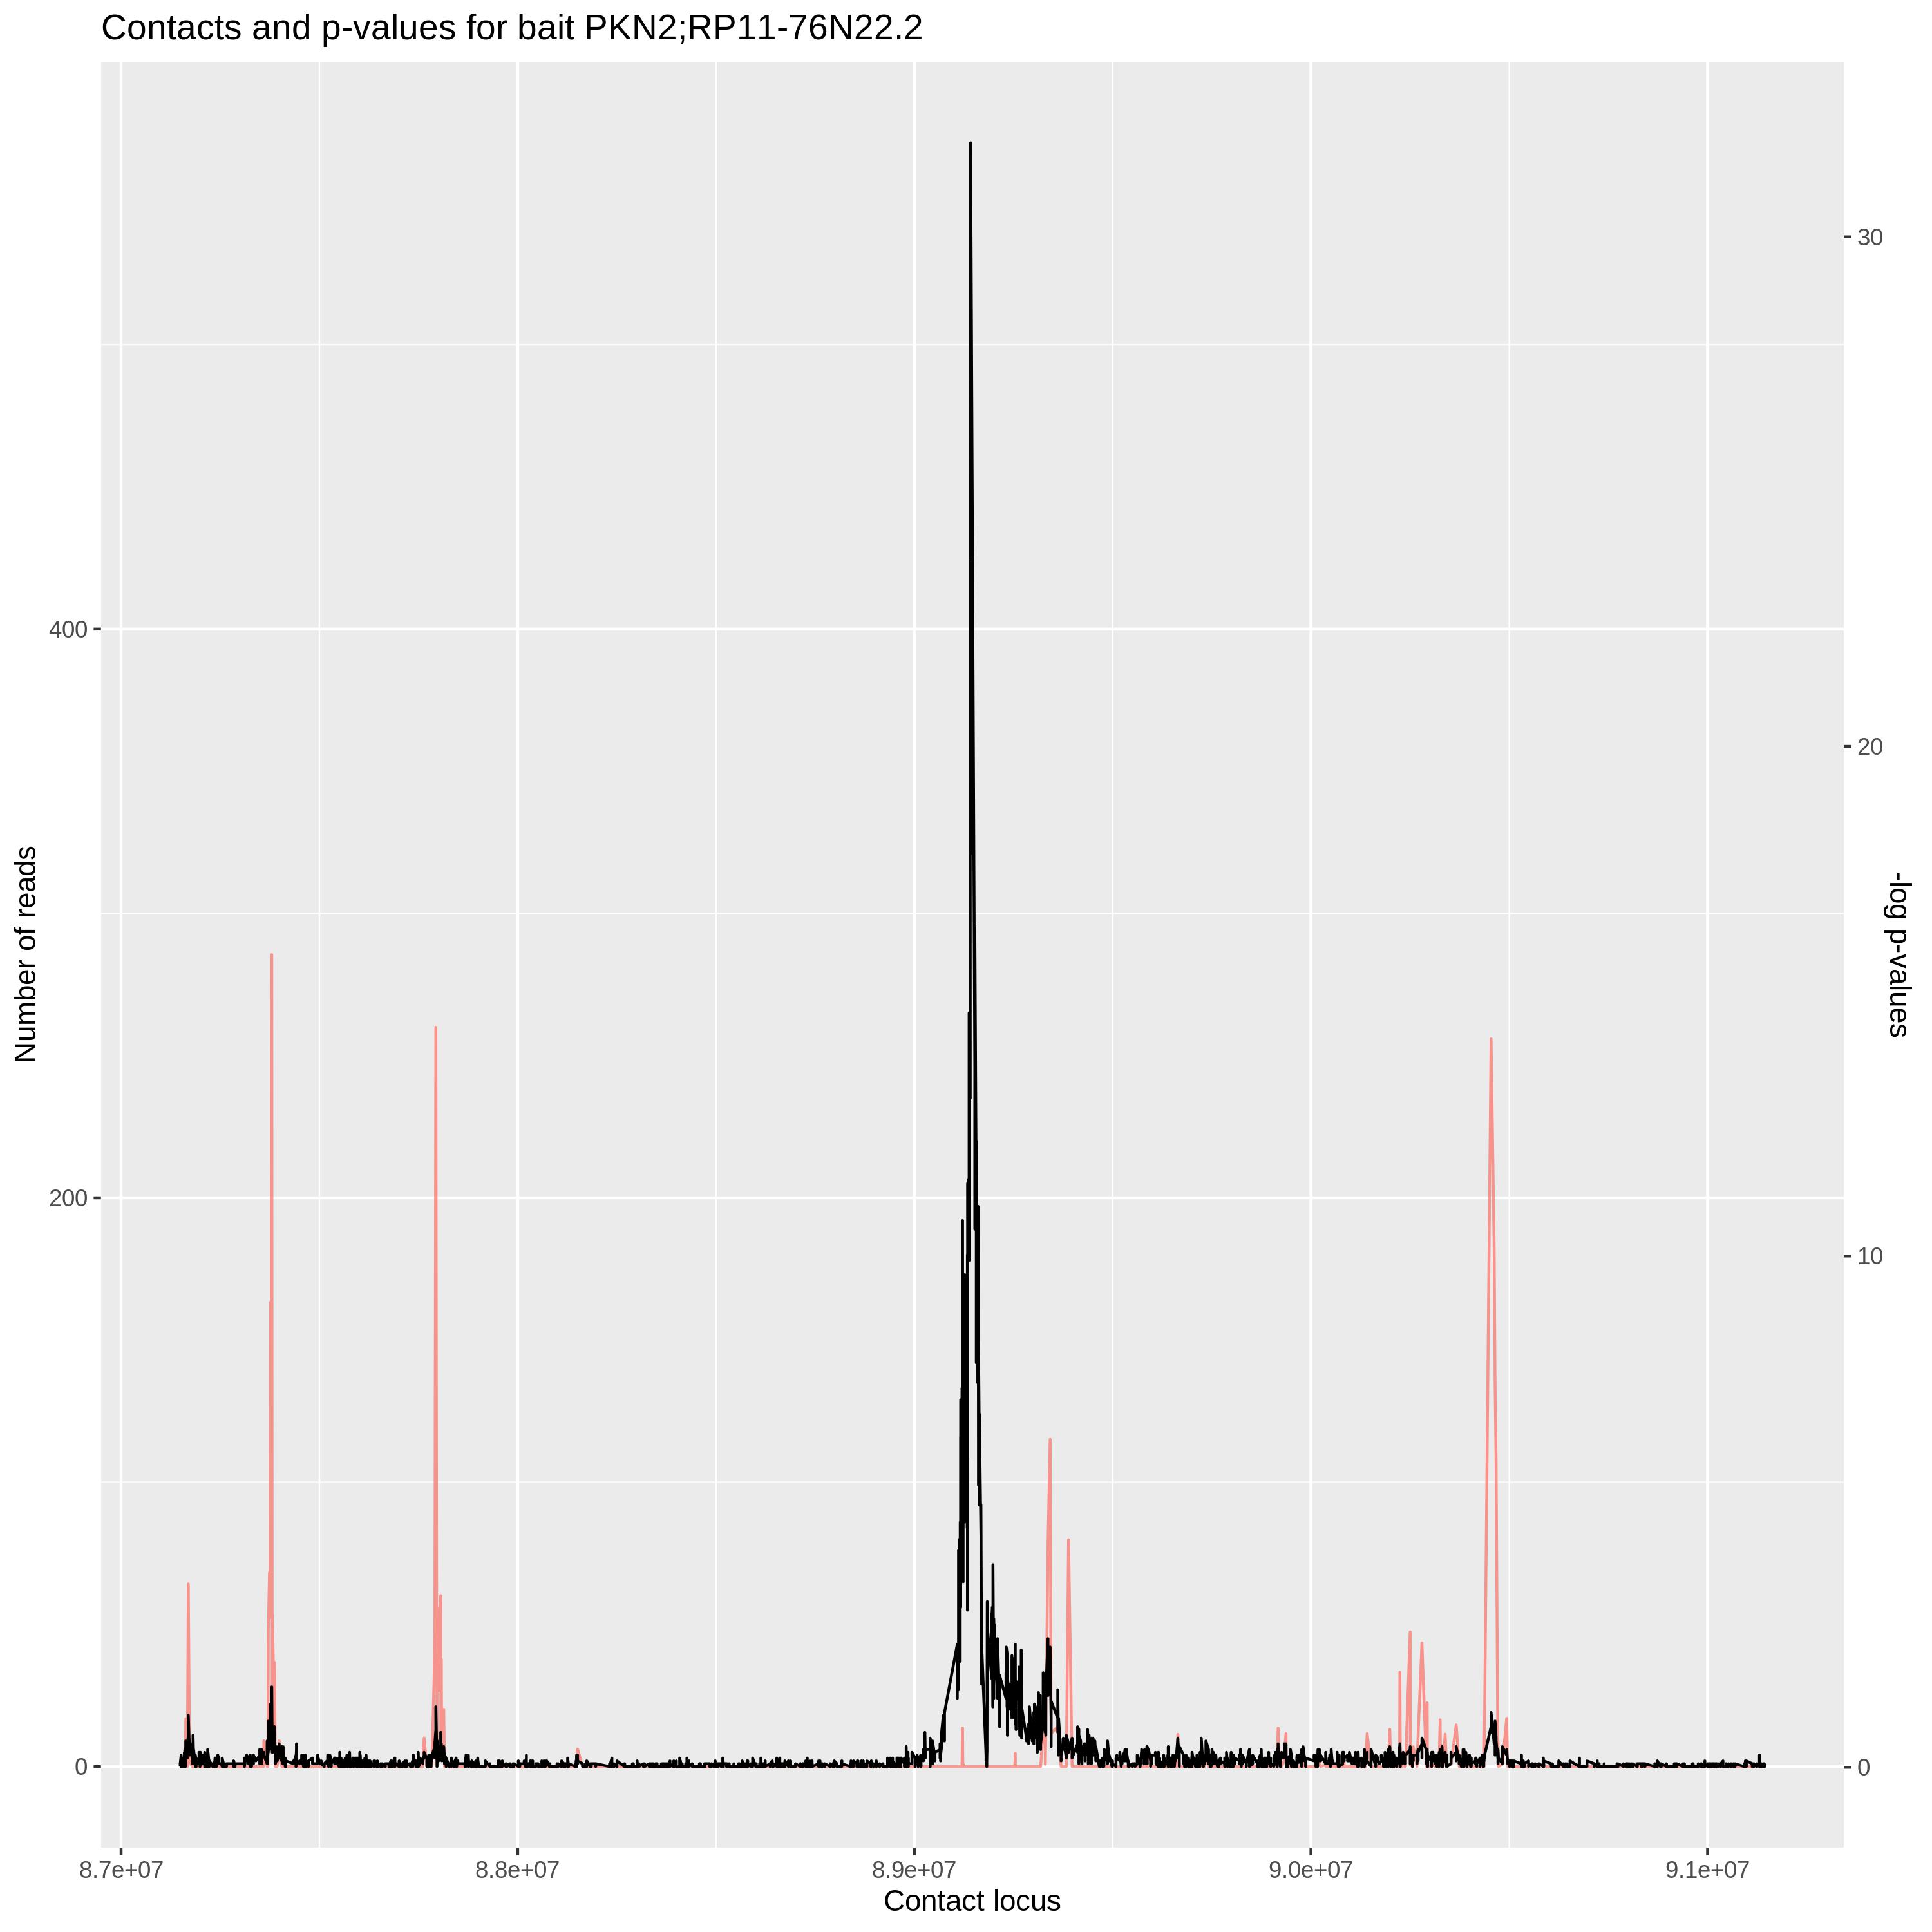 Contacts and p-values for bait PKN2;RP11-76N22.2
Number of reads
400
200
0
30
20
10
0
-log p-values
8.7e+07 8.8e+07 8.9e+07 9.0e+07 9.1e+07
Contact locus